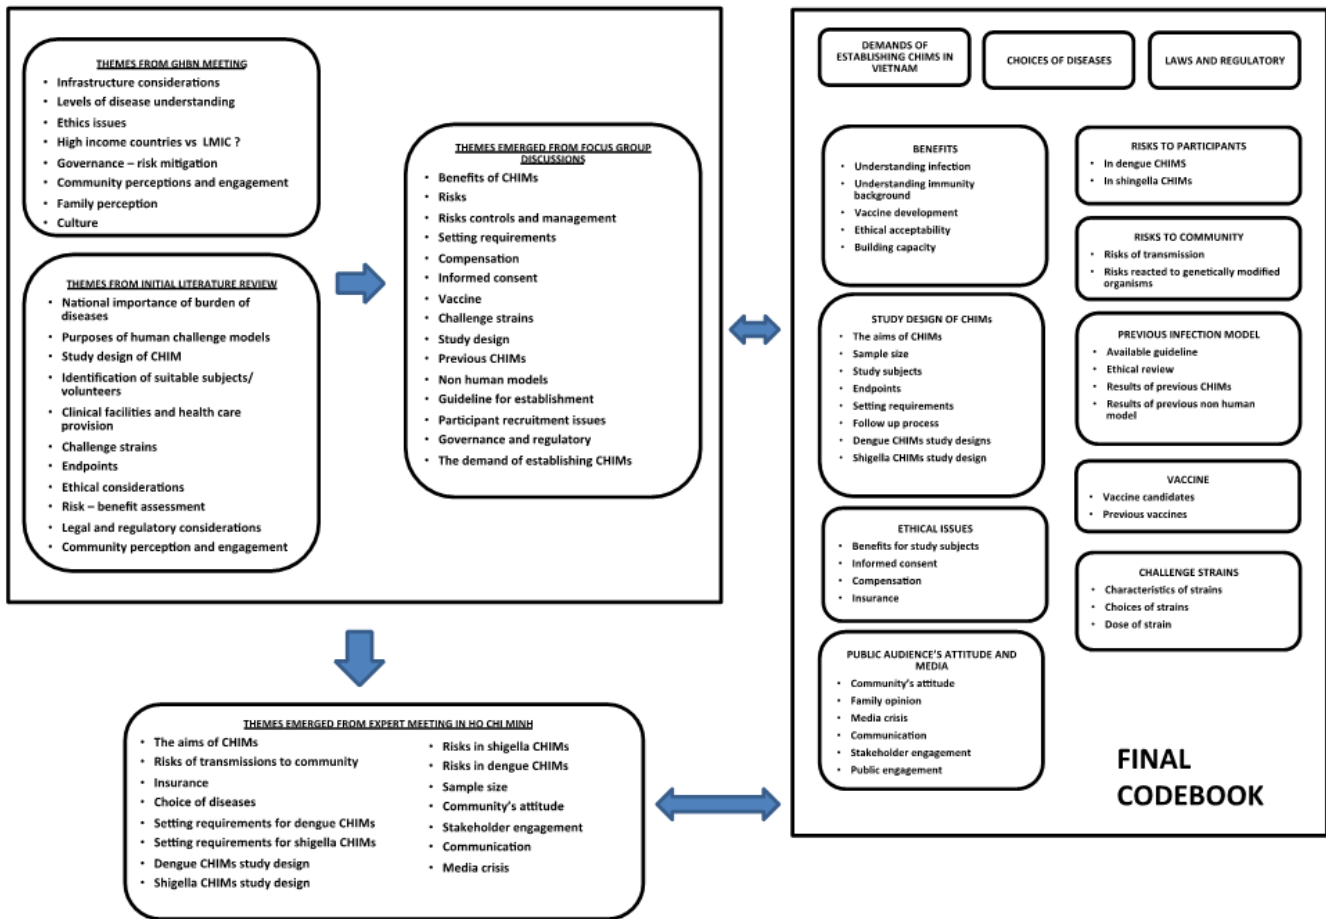 THEMES FROM GHBN MEETING
• Infrastructure considerations
• Levels of disease understanding
• Ethics issues
• High income countries vs LMIC ?
• Governance – risk mitigation
• Community perceptions and engagement
• Family perception
• Culture
THEMES FROM INITIAL LITERATURE REVIEW
• National importance of burden of
diseases
• Purposes of human challenge models
• Study design of CHIM
• Identification of suitable subjects/
volunteers
• Clinical facilities and health care
provision
• Challenge strains
• Endpoints
• Ethical considerations
• Risk – benefit assessment
• Legal and regulatory considerations
• Community perception and engagement
THEMES EMERGED FROM FOCUS GROUP
DISCUSSIONS
• Benefits of CHIMs
• Risks
• Risks controls and management
• Setting requirements
• Compensation
• Informed consent
• Vaccine
• Challenge strains
• Study design
• Previous CHIMs
• Non human models
• Guideline for establishment
• Participant recruitment issues
• Governance and regulatory
• The demand of establishing CHIMs
THEMES EMERGED FROM EXPERT MEETING IN HO CHI MINH
• The aims of CHIMs
• Risks of transmissions to community
• Insurance
• Choice of diseases
• Setting requirements for dengue CHIMs
• Setting requirements for shigella CHIMs
• Dengue CHIMs study design
• Shigella CHIMs study design
• Risks in shigella CHIMs
• Risks in dengue CHIMs
• Sample size
• Community's attitude
• Stakeholder engagement
• Communication
• Media crisis
DEMANDS OF
ESTABLISHING CHIMS IN
VIETNAM
CHOICES OF DISEASES
LAWS AND REGULATORY
BENEFITS
• Understanding infection
• Understanding immunity
background
• Vaccine development
• Ethical acceptability
• Building capacity
STUDY DESIGN OF CHIMs
• The aims of CHIMs
• Sample size
• Study subjects
• Endpoints
• Setting requirements
• Follow up process
• Dengue CHIMs study designs
• Shigella CHIMs study design
ETHICAL ISSUES
• Benefits for study subjects
• Informed consent
• Compensation
• Insurance
PUBLIC AUDIENCE'S ATTITUDE AND
MEDIA
• Community's attitude
• Family opinion
• Media crisis
• Communication
• Stakeholder engagement
• Public engagement
RISKS TO PARTICIPANTS
• In dengue CHIMS
• In shingella CHIMs
RISKS TO COMMUNITY
• Risks of transmission
• Risks reacted to genetically modified
organisms
PREVIOUS INFECTION MODEL
• Available guideline
• Ethical review
• Results of previous CHIMs
• Results of previous non human
model
VACCINE
• Vaccine candidates
• Previous vaccines
CHALLENGE STRAINS
• Characteristics of strains
• Choices of strains
• Dose of strain
FINAL
CODEBOOK